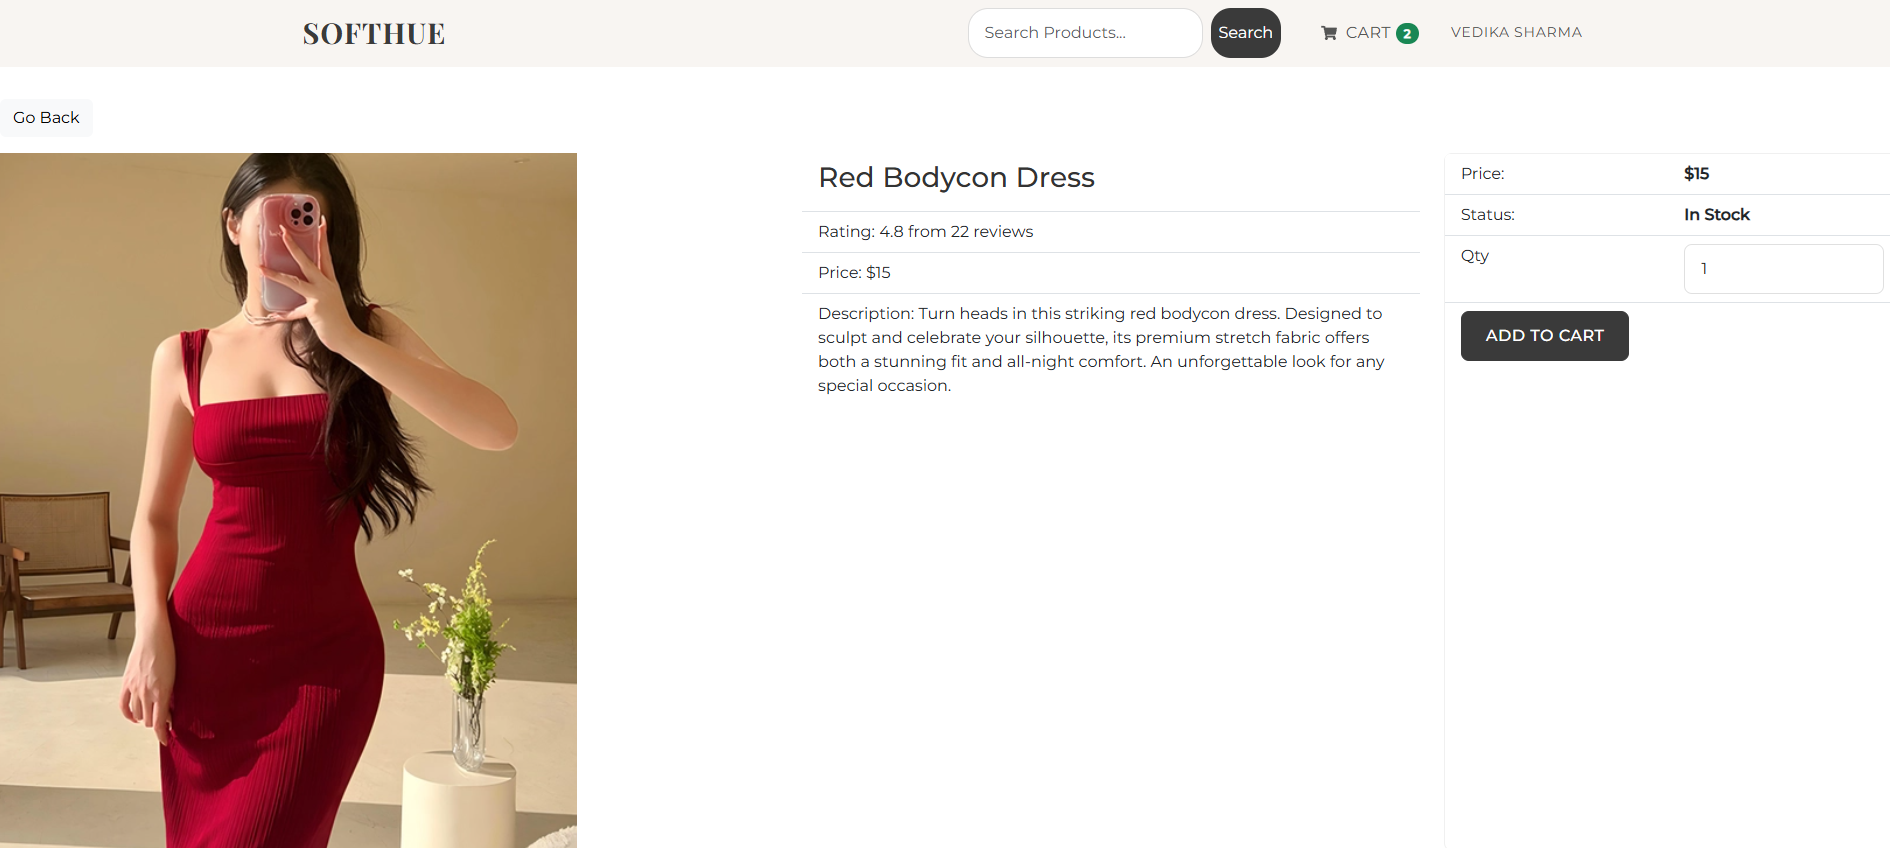 SOFTHUE
Search Products...
Search
CART 2
VEDIKA SHARMA
Go Back
Red Bodycon Dress
Rating: 4.8 from 22 reviews
Price: $15
Description: Turn heads in this striking red bodycon dress. Designed to
sculpt and celebrate your silhouette, its premium stretch fabric offers
both a stunning fit and all-night comfort. An unforgettable look for any
special occasion.
Price: $15
Status: In Stock
Qty 1
ADD TO CART